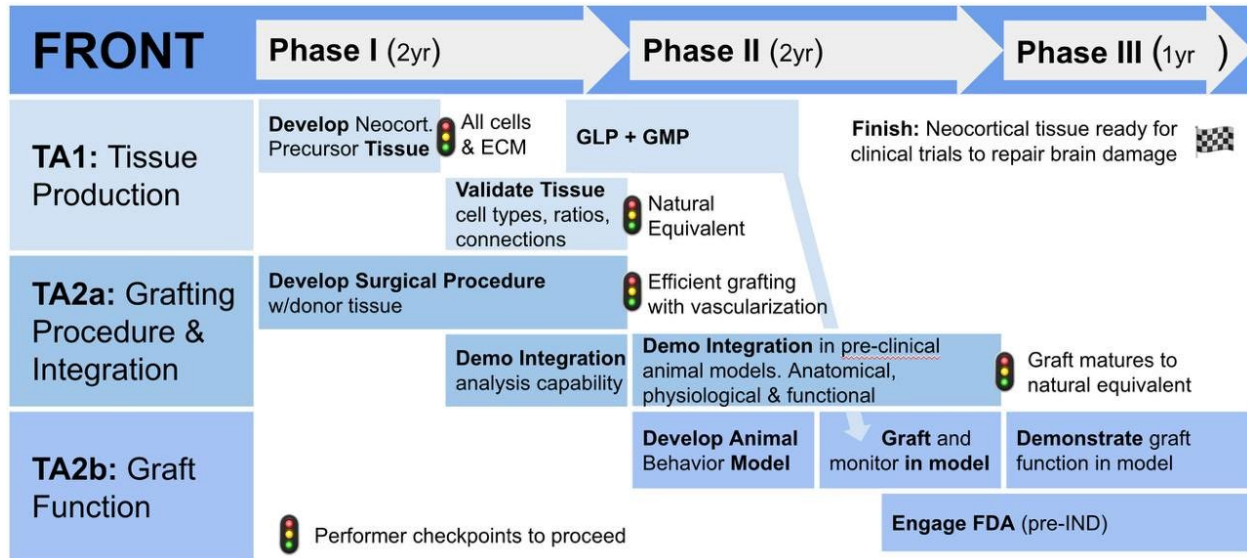 FRONT
Phase I (2yr)
Phase II (2yr)
Phase III (1yr )
TA1: Tissue
Production
Develop Neocort.
Precursor Tissue
All cells
& ECM
GLP + GMP
Finish: Neocortical tissue ready for
clinical trials to repair brain damage
Validate Tissue
cell types, ratios,
connections
Natural
Equivalent
TA2a: Grafting
Procedure &
Integration
Develop Surgical Procedure
w/donor tissue
Efficient grafting
with vascularization
Demo Integration
analysis capability
Demo Integration in pre-clinical
animal models. Anatomical,
physiological & functional
Graft matures to
natural equivalent
TA2b: Graft
Function
Develop Animal
Behavior Model
Graft and
monitor in model
Demonstrate graft
function in model
Engage FDA (pre-IND)
Performer checkpoints to proceed